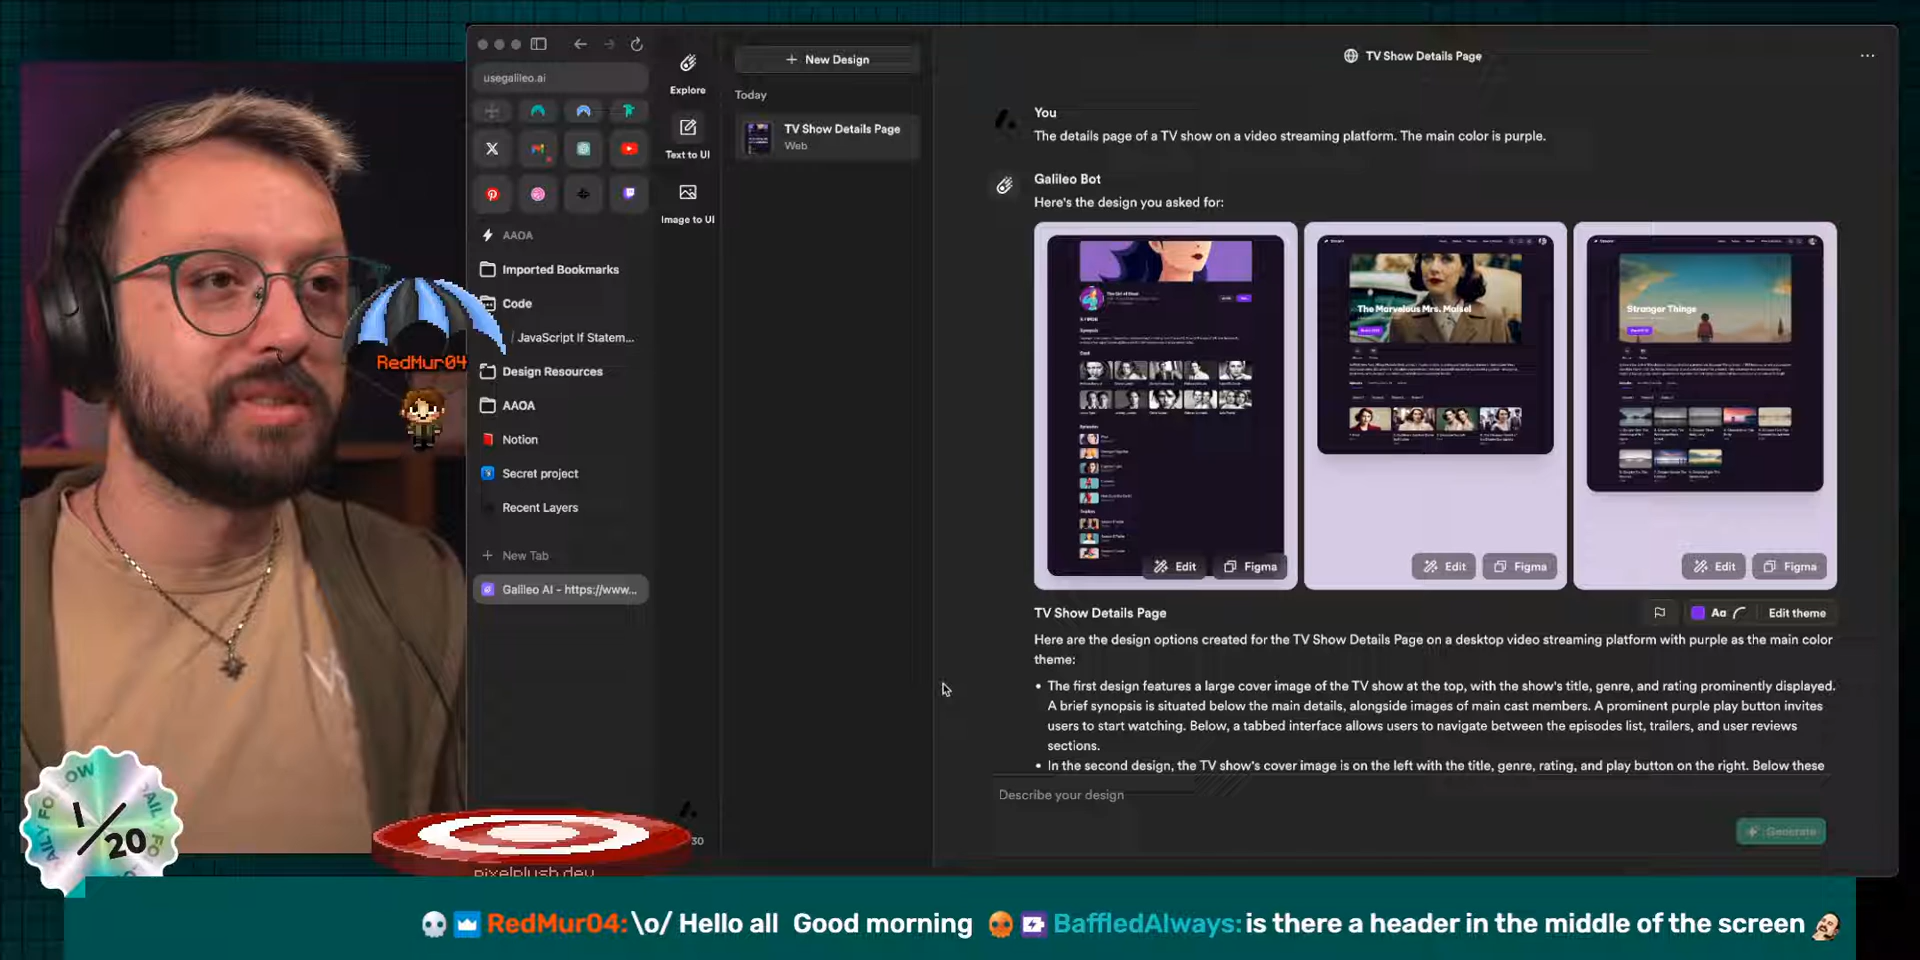 usegalileo.ai
Explore
Text to UI
Image to UI
AAOA
Imported Bookmarks
Code
JavaScript If Statem...
Design Resources
AAOA
Notion
Secret project
Recent Layers
+ New Tab
Galileo AI - https://www...
+ New Design
Today
TV Show Details Page
Web
TV Show Details Page
You
The details page of a TV show on a video streaming platform. The main color is purple.
Galileo Bot
Here's the design you asked for:
The Marvelous Mrs. Maisel
Stranger Things
Synopsis
Cast
Episodes
Trailers
Edit
Figma
Edit
Figma
Edit
Figma
TV Show Details Page
Aa
Edit theme
Here are the design options created for the TV Show Details Page on a desktop video streaming platform with purple as the main color
theme:
• The first design features a large cover image of the TV show at the top, with the show's title, genre, and rating prominently displayed.
A brief synopsis is situated below the main details, alongside images of main cast members. A prominent purple play button invites
users to start watching. Below, a tabbed interface allows users to navigate between the episodes list, trailers, and user reviews
sections.
• In the second design, the TV show's cover image is on the left with the title, genre, rating, and play button on the right. Below these
Describe your design
Generate
RedMur04
1/20
30
pixelplush.dev
RedMur04: \o/ Hello all Good morning
BaffledAlways: is there a header in the middle of the screen